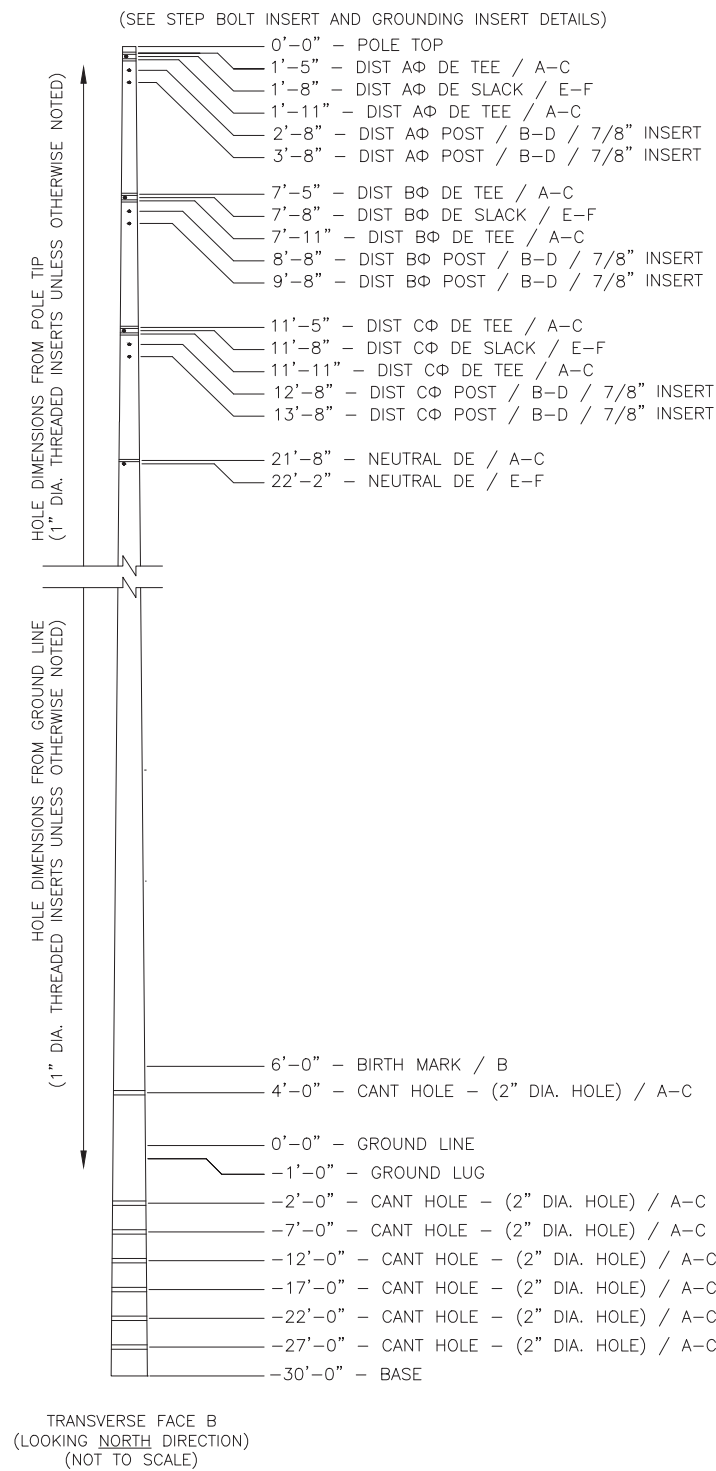 (SEE STEP BOLT INSERT AND GROUNDING INSERT DETAILS)
0'-0" - POLE TOP
1'-5" - DIST AΦ DE TEE / A-C
1'-8" - DIST AΦ DE SLACK / E-F
1'-11" - DIST AΦ DE TEE / A-C
2'-8" - DIST AΦ POST / B-D / 7/8" INSERT
3'-8" - DIST AΦ POST / B-D / 7/8" INSERT
7'-5" - DIST BΦ DE TEE / A-C
7'-8" - DIST BΦ DE SLACK / E-F
7'-11" - DIST BΦ DE TEE / A-C
8'-8" - DIST BΦ POST / B-D / 7/8" INSERT
9'-8" - DIST BΦ POST / B-D / 7/8" INSERT
11'-5" - DIST CΦ DE TEE / A-C
11'-8" - DIST CΦ DE SLACK / E-F
11'-11" - DIST CΦ DE TEE / A-C
12'-8" - DIST CΦ POST / B-D / 7/8" INSERT
13'-8" - DIST CΦ POST / B-D / 7/8" INSERT
21'-8" - NEUTRAL DE / A-C
22'-2" - NEUTRAL DE / E-F
HOLE DIMENSIONS FROM POLE TIP
(1" DIA. THREADED INSERTS UNLESS OTHERWISE NOTED)
HOLE DIMENSIONS FROM GROUND LINE
(1" DIA. THREADED INSERTS UNLESS OTHERWISE NOTED)
6'-0" - BIRTH MARK / B
4'-0" - CANT HOLE - (2" DIA. HOLE) / A-C
0'-0" - GROUND LINE
-1'-0" - GROUND LUG
-2'-0" - CANT HOLE - (2" DIA. HOLE) / A-C
-7'-0" - CANT HOLE - (2" DIA. HOLE) / A-C
-12'-0" - CANT HOLE - (2" DIA. HOLE) / A-C
-17'-0" - CANT HOLE - (2" DIA. HOLE) / A-C
-22'-0" - CANT HOLE - (2" DIA. HOLE) / A-C
-27'-0" - CANT HOLE - (2" DIA. HOLE) / A-C
-30'-0" - BASE
TRANSVERSE FACE B
(LOOKING NORTH DIRECTION)
(NOT TO SCALE)